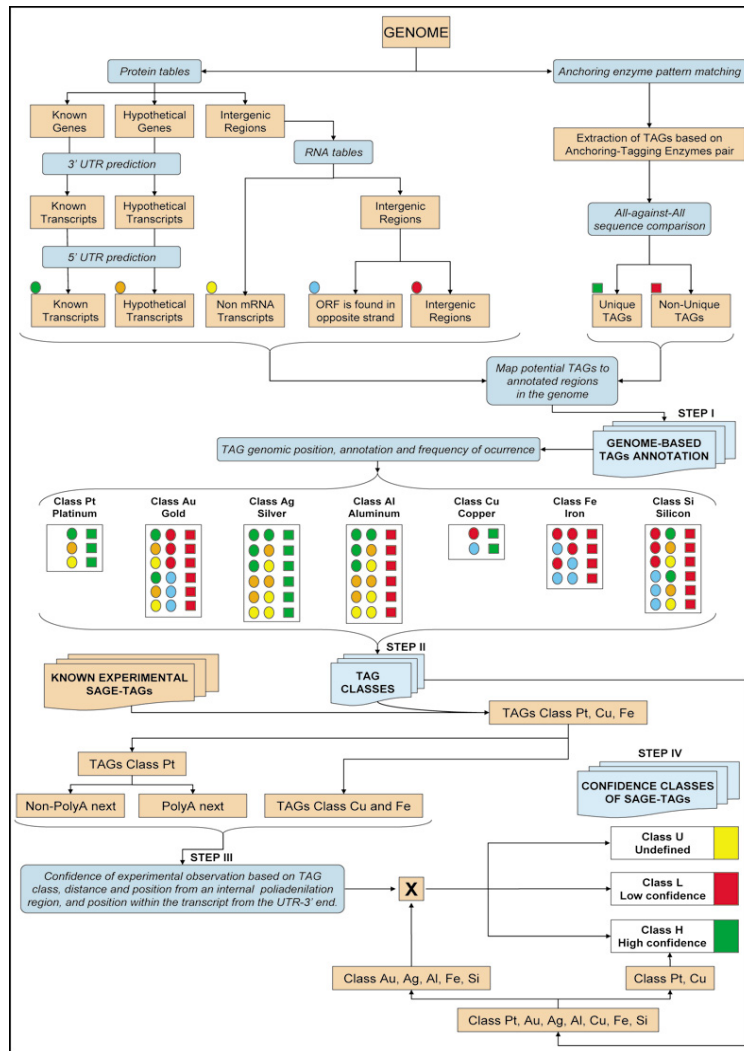 GENOME
Protein tables
Anchoring enzyme pattern matching
Known
Genes
Hypothetical
Genes
Intergenic
Regions
Extraction of TAGs based on
Anchoring-Tagging Enzymes pair
3' UTR prediction
RNA tables
Known
Transcripts
Hypothetical
Transcripts
Intergenic
Regions
All-against-All
sequence comparison
5' UTR prediction
Known
Transcripts
Hypothetical
Transcripts
Non mRNA
Transcripts
ORF is found in
opposite strand
Intergenic
Regions
Unique
TAGs
Non-Unique
TAGs
Map potential TAGs to
annotated regions
in the genome
STEP I
GENOME-BASED
TAGs ANNOTATION
TAG genomic position, annotation and frequency of ocurrence
Class Pt
Platinum
Class Au
Gold
Class Ag
Silver
Class Al
Aluminum
Class Cu
Copper
Class Fe
Iron
Class Si
Silicon
STEP II
KNOWN EXPERIMENTAL
SAGE-TAGs
TAG
CLASSES
TAGs Class Pt, Cu, Fe
TAGs Class Pt
STEP IV
Non-PolyA next
PolyA next
TAGs Class Cu and Fe
CONFIDENCE CLASSES
OF SAGE-TAGs
STEP III
Class U
Undefined
Confidence of experimental observation based on TAG
class, distance and position from an internal poliadenilation
region, and position within the transcript from the UTR-3' end.
X
Class L
Low confidence
Class H
High confidence
Class Au, Ag, Al, Fe, Si
Class Pt, Cu
Class Pt, Au, Ag, Al, Cu, Fe, Si